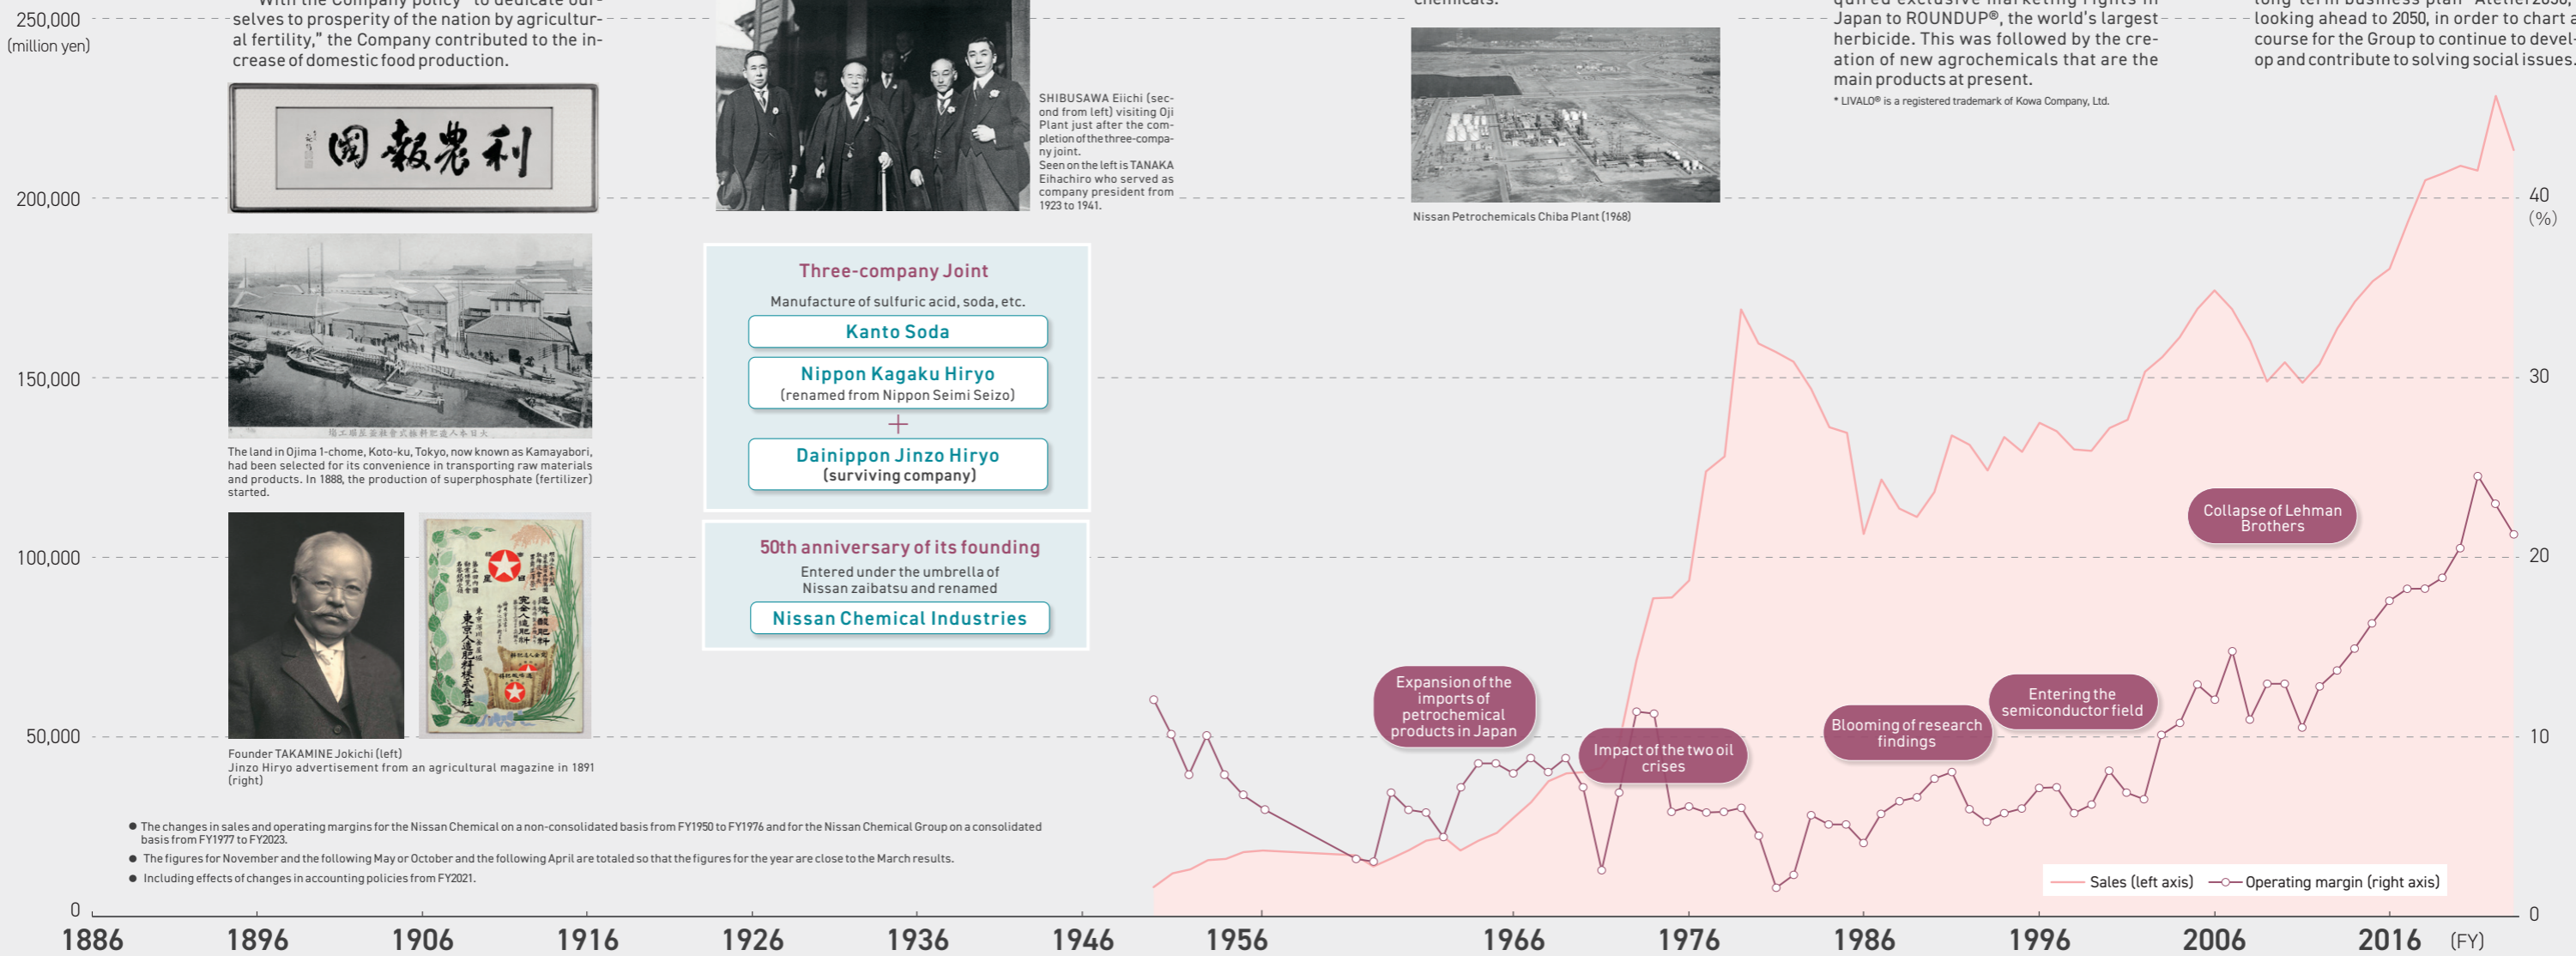 250,000
(million yen)
200,000
150,000
100,000
50,000
0
selves to prosperity of the nation by agricultur-
al fertility,” the Company contributed to the in-
crease of domestic food production.
利農報國
The land in Ojima 1-chome, Koto-ku, Tokyo, now known as Kamayabori,
had been selected for its convenience in transporting raw materials
and products. In 1888, the production of superphosphate (fertilizer)
started.
東京人造肥料株式會社
Founder TAKAMINE Jokichi (left)
Jinzo Hiryo advertisement from an agricultural magazine in 1891
(right)
● The changes in sales and operating margins for the Nissan Chemical on a non-consolidated basis from FY1950 to FY1976 and for the Nissan Chemical Group on a consolidated
basis from FY1977 to FY2023.
● The figures for November and the following May or October and the following April are totaled so that the figures for the year are close to the March results.
● Including effects of changes in accounting policies from FY2021.
SHIBUSAWA Eiichi (sec-
ond from left) visiting Oji
Plant just after the com-
pletion of the three-compa-
ny joint.
Seen on the left is TANAKA
Eihachiro who served as
company president from
1923 to 1941.
Three-company Joint
Manufacture of sulfuric acid, soda, etc.
Kanto Soda
Nippon Kagaku Hiryo
(renamed from Nippon Seimi Seizo)
+
Dainippon Jinzo Hiryo
(surviving company)
50th anniversary of its founding
Entered under the umbrella of
Nissan zaibatsu and renamed
Nissan Chemical Industries
chemicals.
Nissan Petrochemicals Chiba Plant (1968)
quired exclusive marketing rights in
Japan to ROUNDUP®, the world’s largest
herbicide. This was followed by the cre-
ation of new agrochemicals that are the
main products at present.
* LIVALO® is a registered trademark of Kowa Company, Ltd.
looking ahead to 2050, in order to chart a
course for the Group to continue to devel-
op and contribute to solving social issues.
Expansion of the
imports of
petrochemical
products in Japan
Impact of the two oil
crises
Blooming of research
findings
Entering the
semiconductor field
Collapse of Lehman
Brothers
Sales (left axis) Operating margin (right axis)
40
(%)
30
20
10
0
1886 1896 1906 1916 1926 1936 1946 1956 1966 1976 1986 1996 2006 2016 (FY)